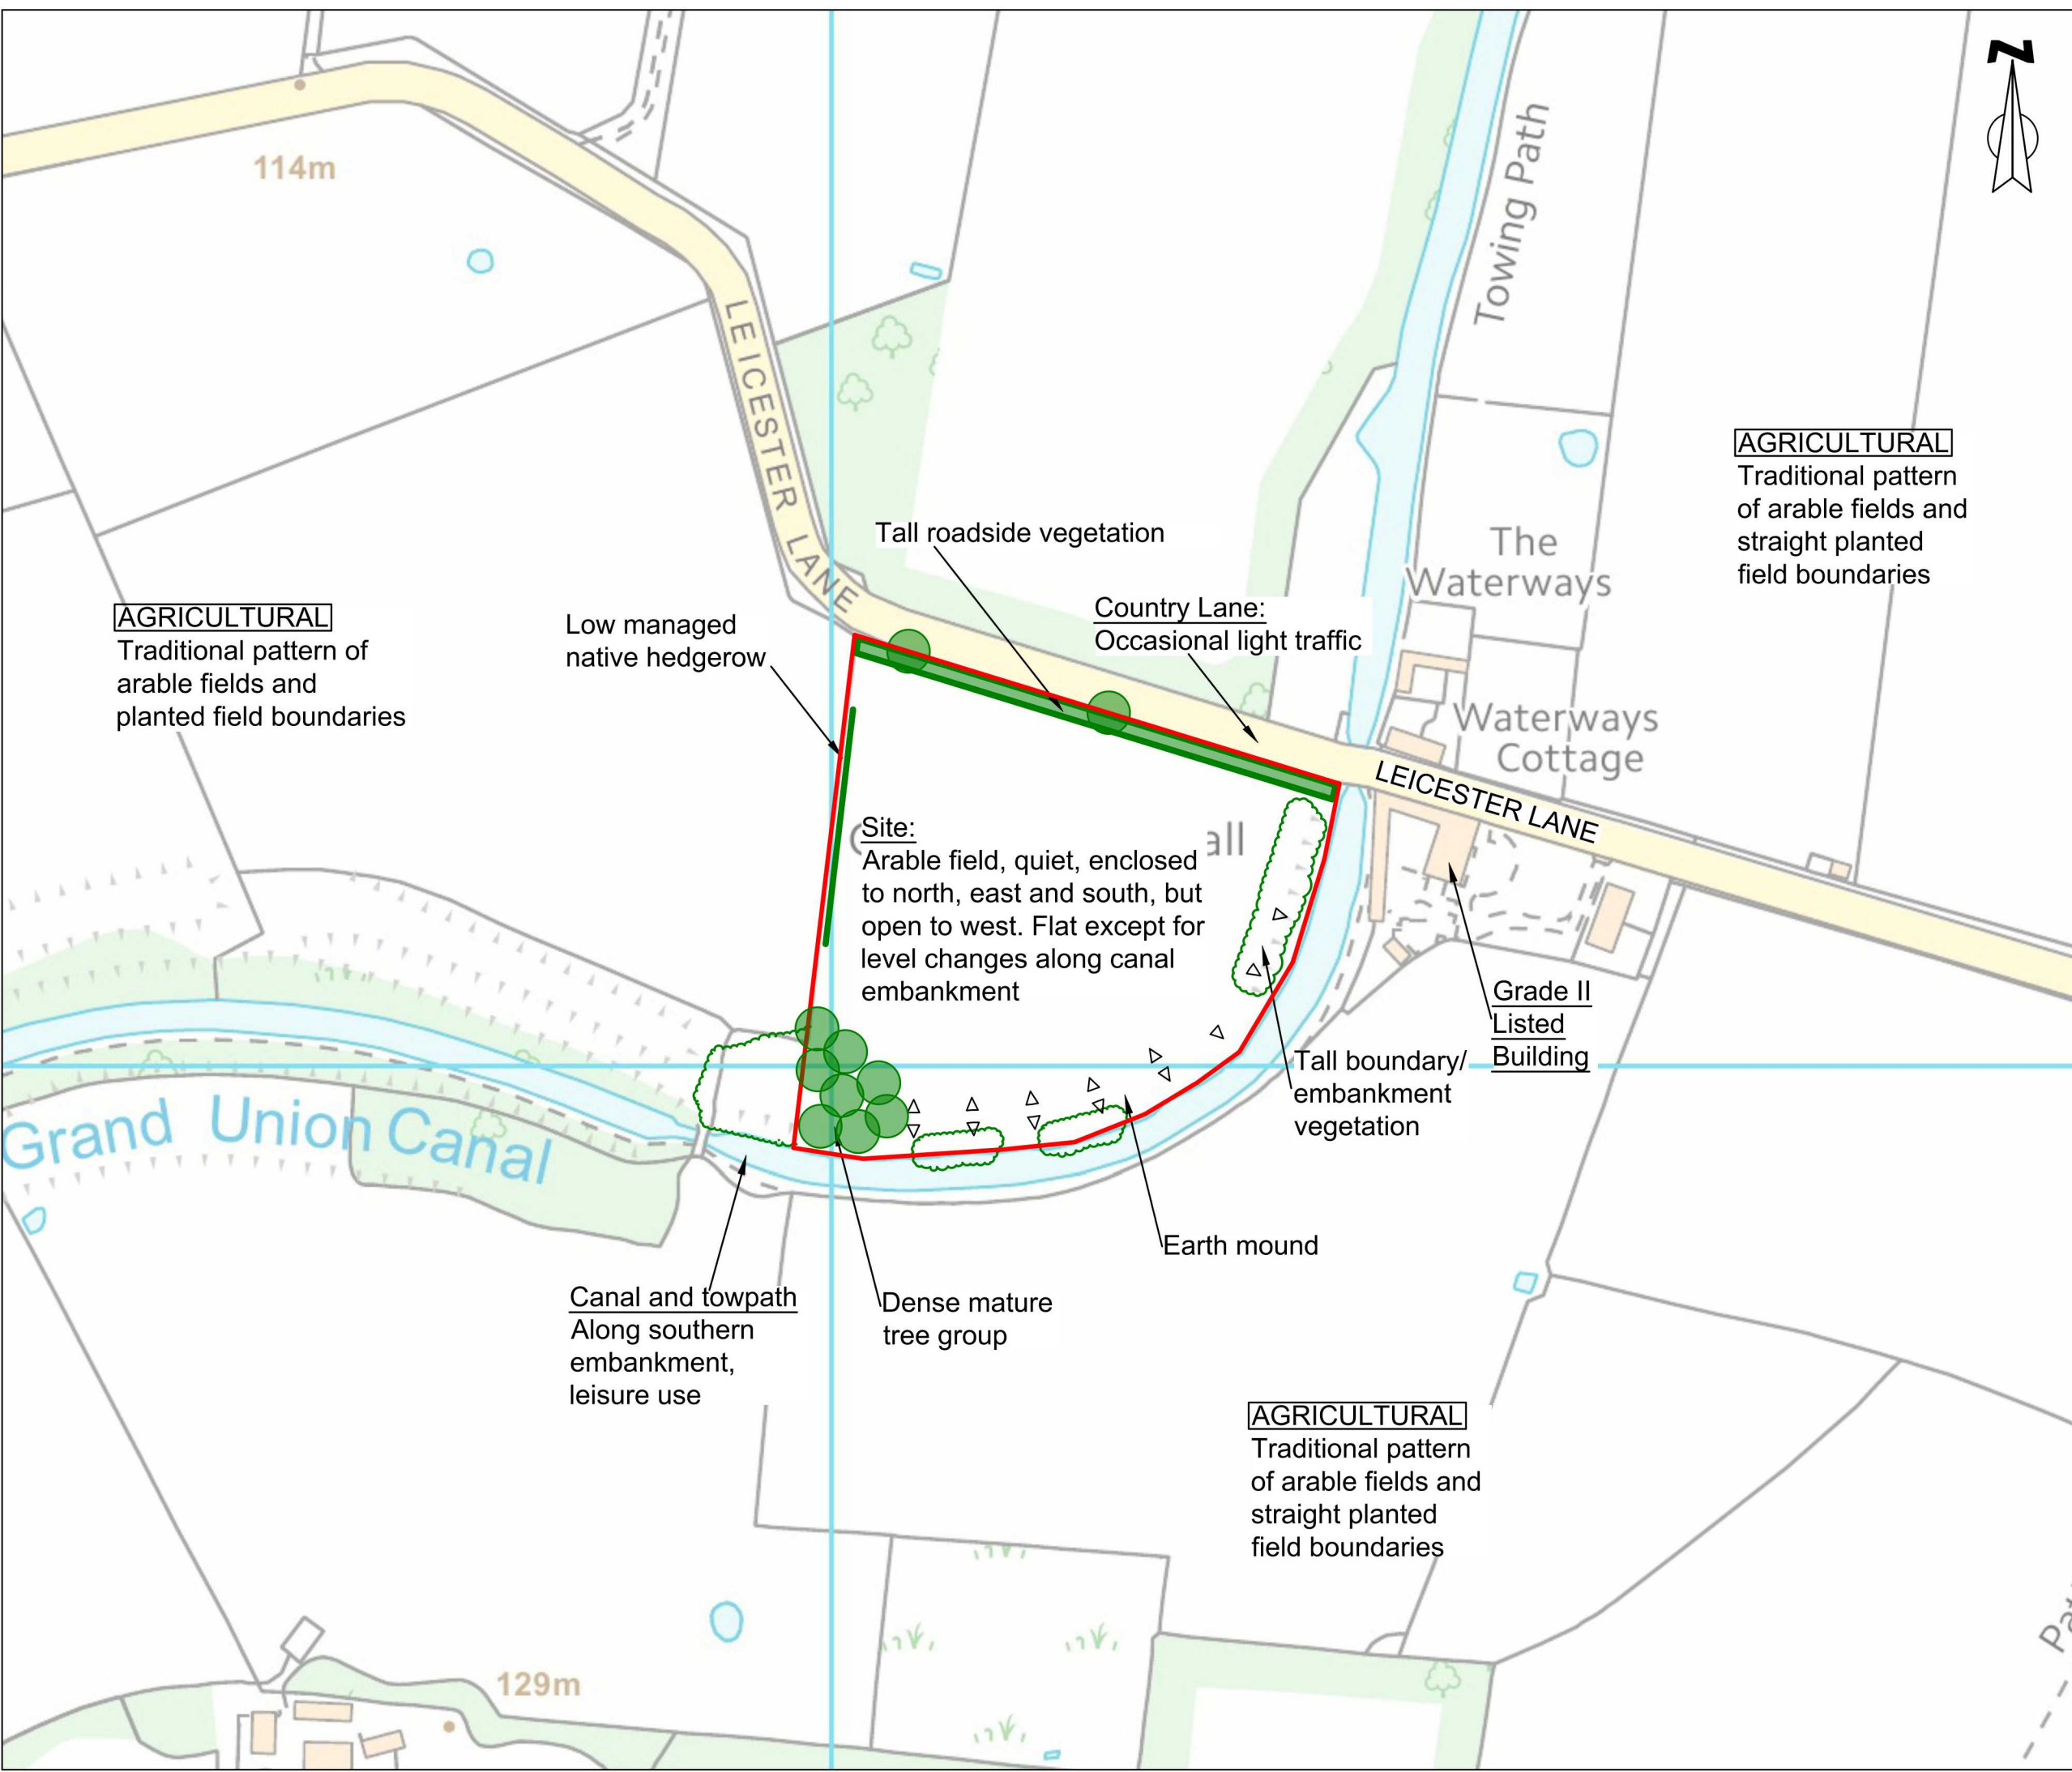 N
114m
Towing Path
LEICESTER LANE
AGRICULTURAL
Traditional pattern
of arable fields and
straight planted
field boundaries
Tall roadside vegetation
The
Waterways
Country Lane:
Occasional light traffic
AGRICULTURAL
Traditional pattern of
arable fields and
planted field boundaries
Low managed
native hedgerow
Waterways
Cottage
LEICESTER LANE
Site:
Arable field, quiet, enclosed
to north, east and south, but
open to west. Flat except for
level changes along canal
embankment
all
Grade II
Listed
Building
Tall boundary/
embankment
vegetation
Grand Union Canal
Earth mound
Canal and towpath
Along southern
embankment,
leisure use
Dense mature
tree group
AGRICULTURAL
Traditional pattern
of arable fields and
straight planted
field boundaries
129m